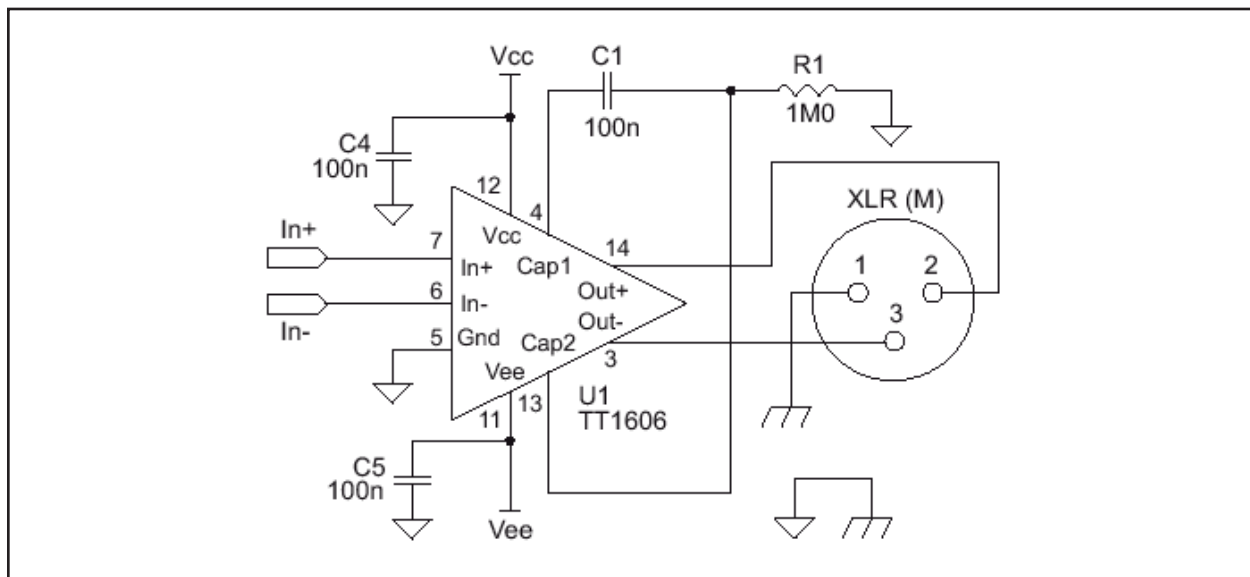 Vcc
C1
100n
R1
1M0
C4
100n
12
4
XLR (M)
In+
7
Vcc
Cap1
14
1
2
In+
Out+
6
In-
Out-
3
In-
5
Gnd
Cap2
3
Vee
U1
TT1606
11
13
C5
100n
Vee